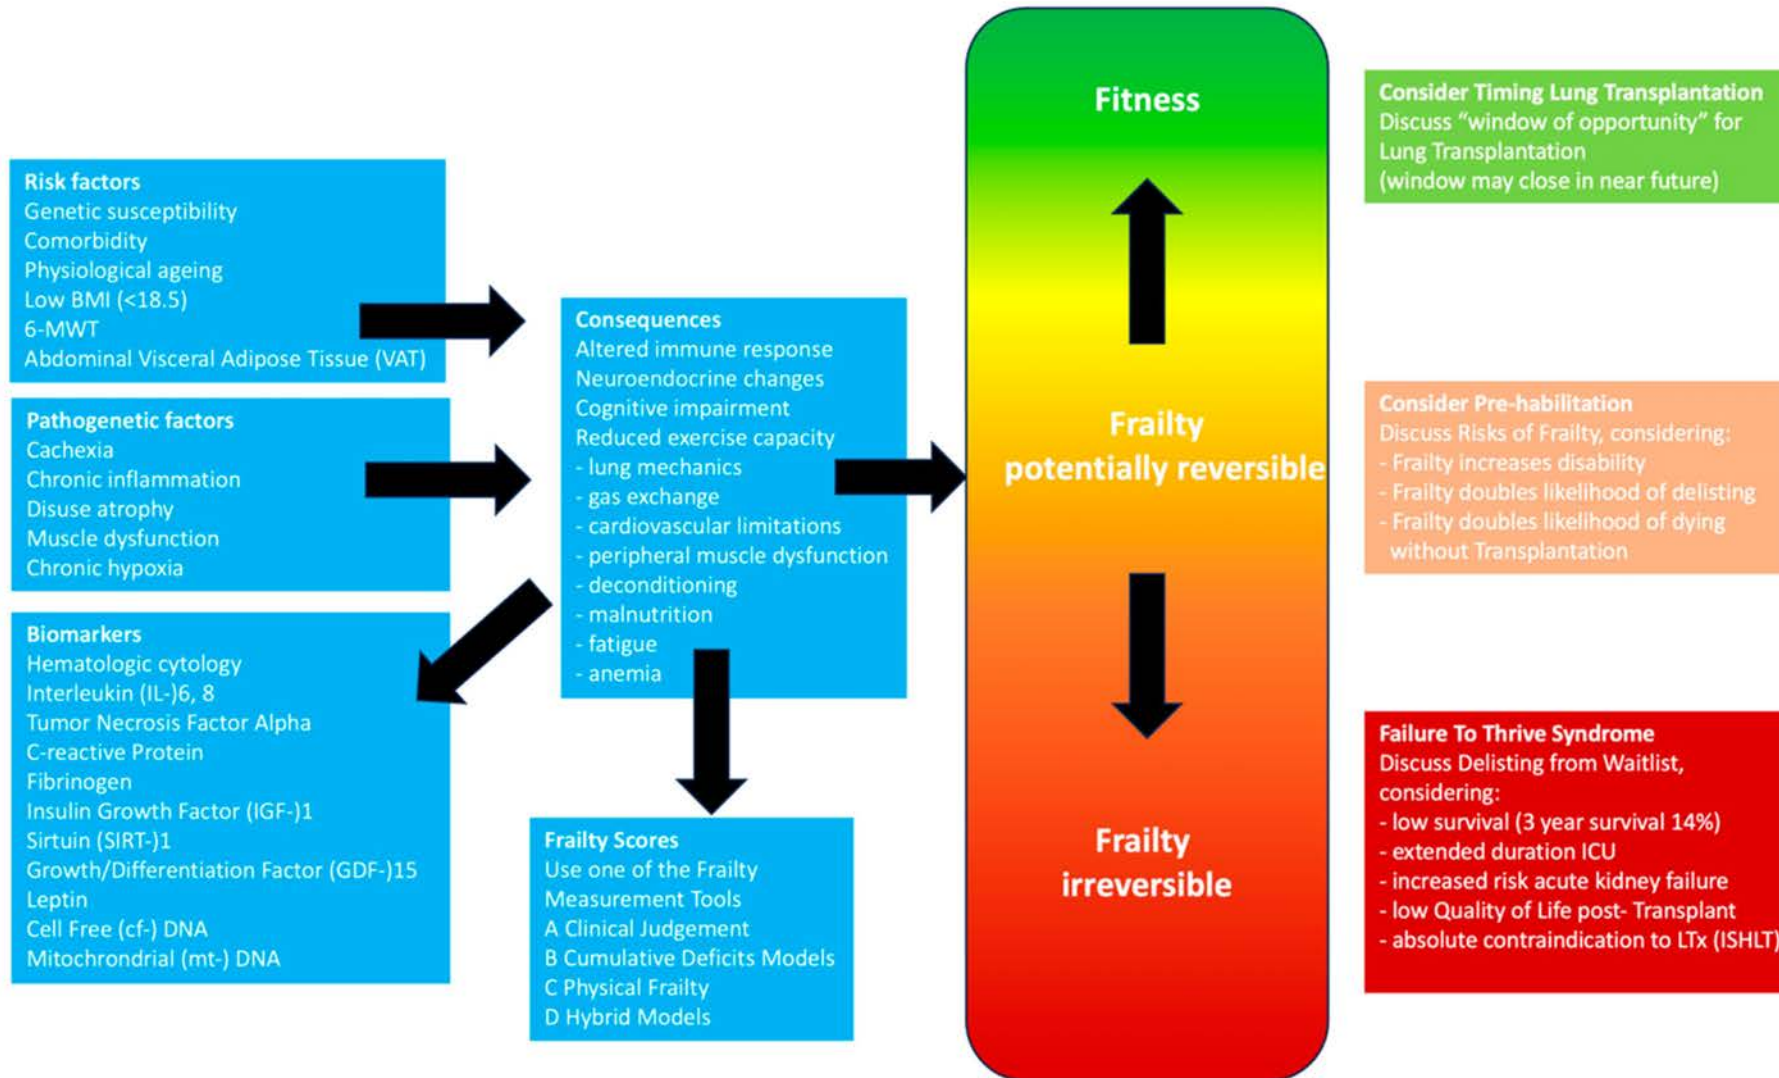 Risk factors
Genetic susceptibility
Comorbidity
Physiological ageing
Low BMI (<18.5)
6-MWT
Abdominal Visceral Adipose Tissue (VAT)
Pathogenetic factors
Cachexia
Chronic inflammation
Disuse atrophy
Muscle dysfunction
Chronic hypoxia
Biomarkers
Hematologic cytology
Interleukin (IL-)6, 8
Tumor Necrosis Factor Alpha
C-reactive Protein
Fibrinogen
Insulin Growth Factor (IGF-)1
Sirtuin (SIRT-)1
Growth/Differentiation Factor (GDF-)15
Leptin
Cell Free (cf-) DNA
Mitochrondrial (mt-) DNA
Consequences
Altered immune response
Neuroendocrine changes
Cognitive impairment
Reduced exercise capacity
- lung mechanics
- gas exchange
- cardiovascular limitations
- peripheral muscle dysfunction
- deconditioning
- malnutrition
- fatigue
- anemia
Frailty Scores
Use one of the Frailty
Measurement Tools
A Clinical Judgement
B Cumulative Deficits Models
C Physical Frailty
D Hybrid Models
Fitness
Frailty
potentially reversible
Frailty
irreversible
Consider Timing Lung Transplantation
Discuss “window of opportunity” for
Lung Transplantation
(window may close in near future)
Consider Pre-habilitation
Discuss Risks of Frailty, considering:
- Frailty increases disability
- Frailty doubles likelihood of delisting
- Frailty doubles likelihood of dying
without Transplantation
Failure To Thrive Syndrome
Discuss Delisting from Waitlist,
considering:
- low survival (3 year survival 14%)
- extended duration ICU
- increased risk acute kidney failure
- low Quality of Life post- Transplant
- absolute contraindication to LTx (ISHLT)